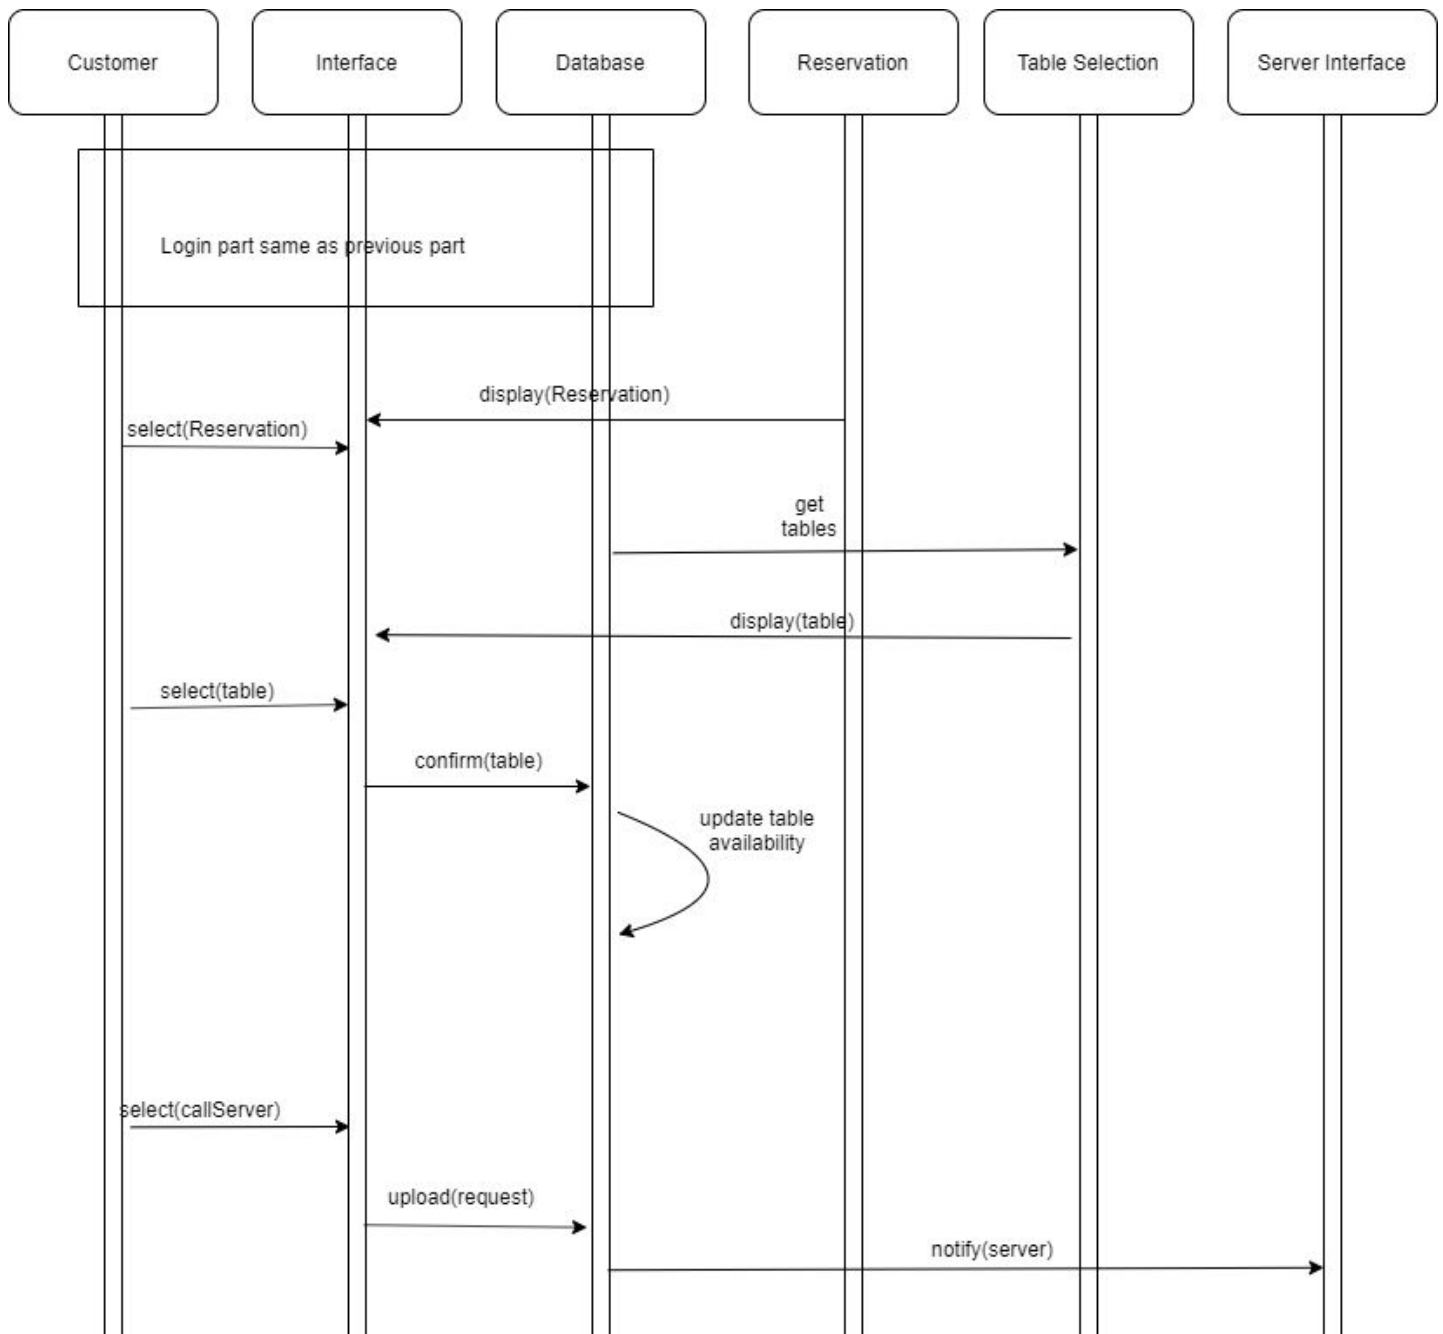 Customer
Interface
Database
Reservation
Table Selection
Server Interface
Login part same as previous part
display(Reservation)
select(Reservation)
get
tables
display(table)
select(table)
confirm(table)
update table
availability
select(callServer)
upload(request)
notify(server)